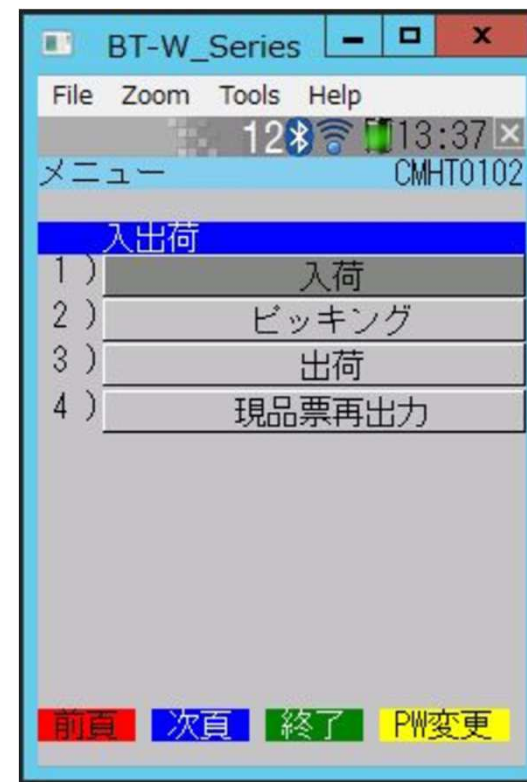 BT-W_Series
File Zoom Tools Help
12 13:37
メニュー CMHT0102
入出荷
1 ) 入荷
2 ) ピッキング
3 ) 出荷
4 ) 現品票再出力
前頁 次頁 終了 PW変更